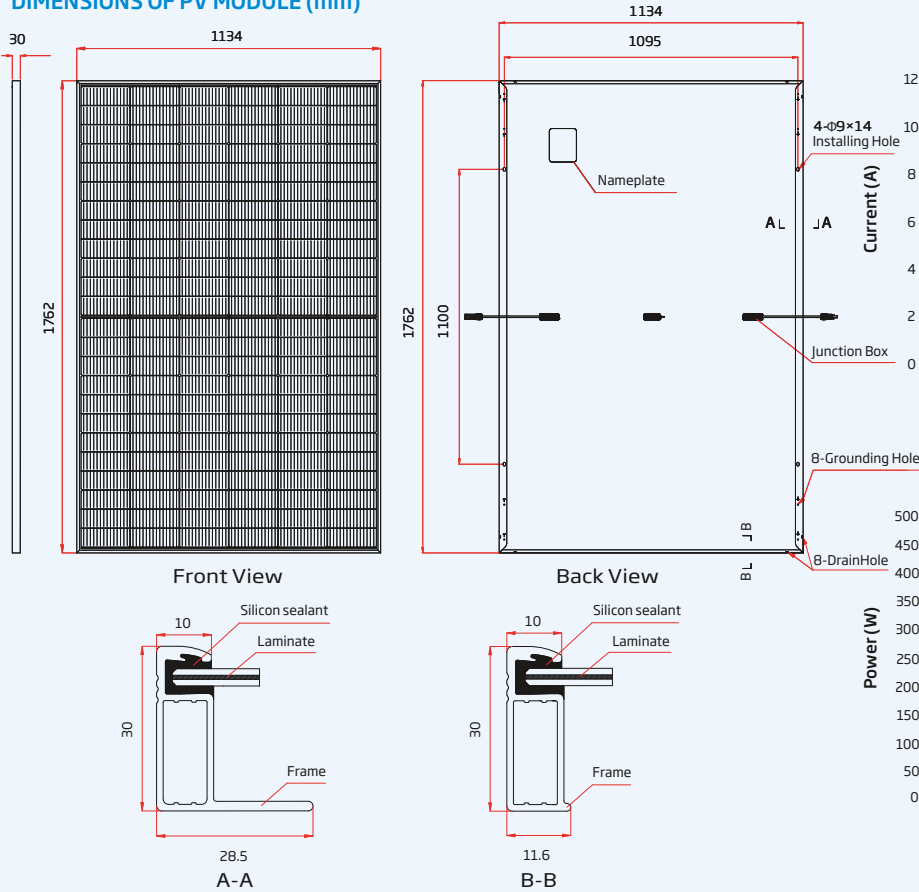 DIMENSIONS OF PV MODULE (mm)
30
1134
1762
Front View
1134
1095
1762
1100
Nameplate
4-Φ9×14
Installing Hole
A
A
Junction Box
8-Grounding Hole
8-DrainHole
B
B
Back View
10
Silicon sealant
Laminate
30
Frame
28.5
A-A
10
Silicon sealant
Laminate
30
Frame
11.6
B-B
Current (A)
12
10
8
6
4
2
0
Power (W)
500
450
400
350
300
250
200
150
100
50
0